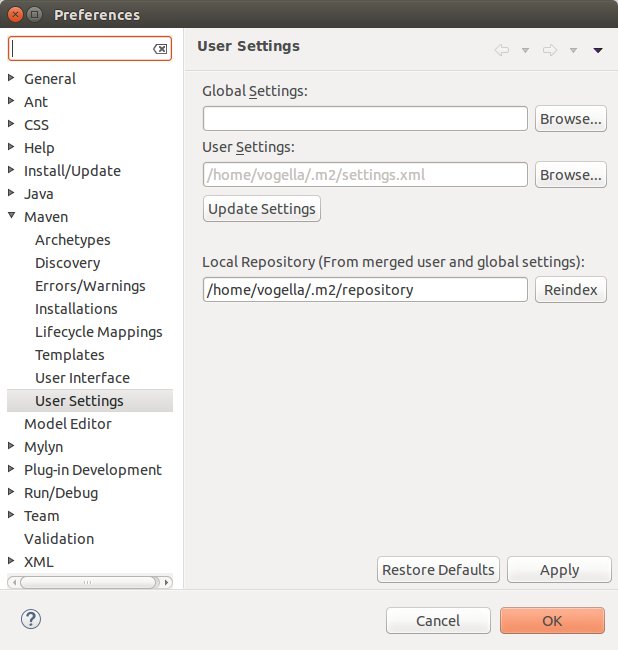 Preferences
General
Ant
CSS
Help
Install/Update
Java
Maven
Archetypes
Discovery
Errors/Warnings
Installations
Lifecycle Mappings
Templates
User Interface
User Settings
Model Editor
Mylyn
Plug-in Development
Run/Debug
Team
Validation
XML
User Settings
Global Settings:
Browse...
User Settings:
/home/vogella/.m2/settings.xml
Browse...
Update Settings
Local Repository (From merged user and global settings):
/home/vogella/.m2/repository
Reindex
Restore Defaults
Apply
?
Cancel
OK